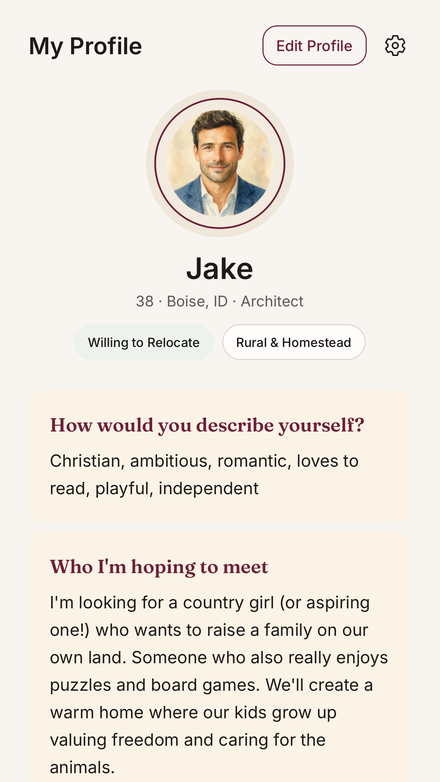 My Profile
Edit Profile
Jake
38 · Boise, ID · Architect
Willing to Relocate
Rural & Homestead
How would you describe yourself?
Christian, ambitious, romantic, loves to
read, playful, independent
Who I'm hoping to meet
I'm looking for a country girl (or aspiring
one!) who wants to raise a family on our
own land. Someone who also really enjoys
puzzles and board games. We'll create a
warm home where our kids grow up
valuing freedom and caring for the
animals.